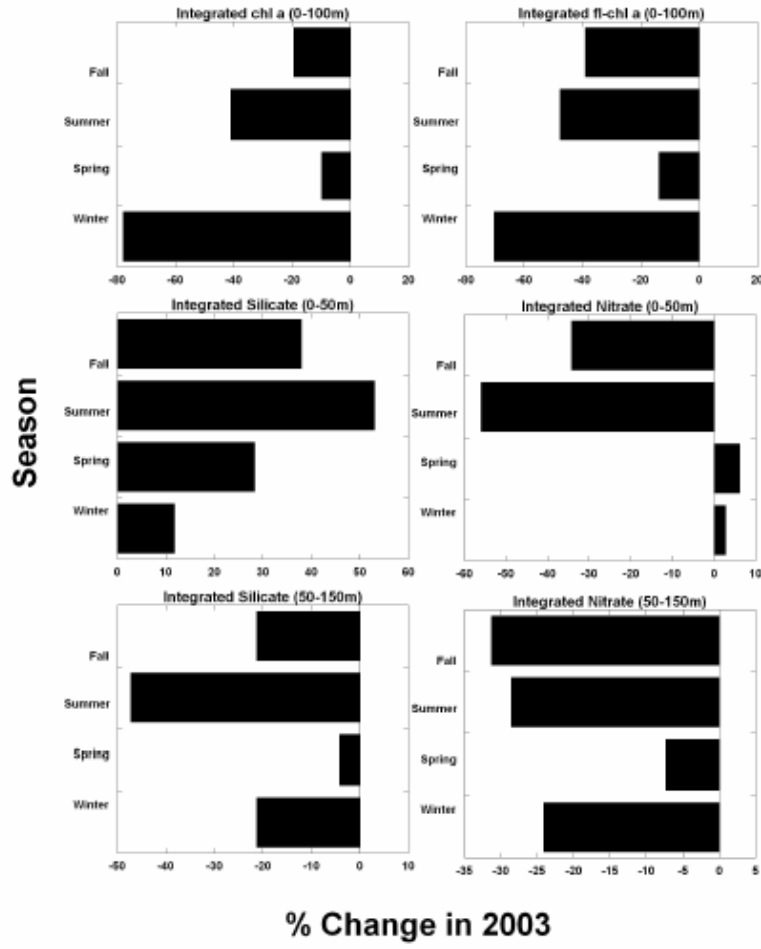 Integrated chl a (0-100m)
Fall
Summer
Spring
Winter
-80 -60 -40 -20 0 20
Integrated fl-chl a (0-100m)
Fall
Summer
Spring
Winter
-80 -60 -40 -20 0 20
Integrated Silicate (0-50m)
Fall
Summer
Spring
Winter
0 10 20 30 40 50 60
Integrated Nitrate (0-50m)
Fall
Summer
Spring
Winter
-60 -50 -40 -30 -20 -10 0 10
Season
Integrated Silicate (50-150m)
Fall
Summer
Spring
Winter
-50 -40 -30 -20 -10 0 10
Integrated Nitrate (50-150m)
Fall
Summer
Spring
Winter
-35 -30 -25 -20 -15 -10 -5 0 5
% Change in 2003